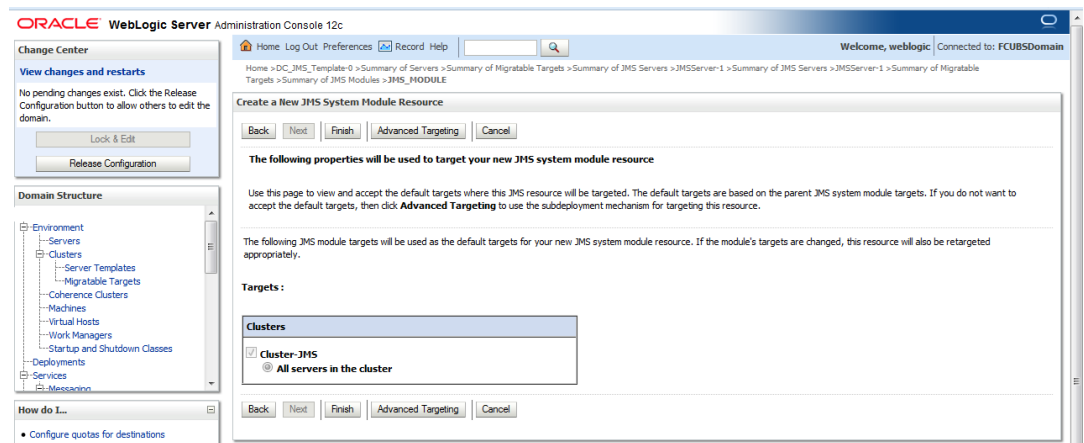 ORACLE WebLogic Server Administration Console 12c
Change Center
View changes and restarts
No pending changes exist. Click the Release
Configuration button to allow others to edit the
domain.
Lock & Edit
Release Configuration
Domain Structure
Environment
Servers
Clusters
Server Templates
Migratable Targets
Coherence Clusters
Machines
Virtual Hosts
Work Managers
Startup and Shutdown Classes
Deployments
Services
Messaging
How do I...
Configure quotas for destinations
Home Log Out Preferences Record Help
Welcome, weblogic Connected to: FCUBSDomain
Home >DC_JMS_Template-0 >Summary of Servers >Summary of Migratable Targets >Summary of JMS Servers >JMSServer-1 >Summary of JMS Servers >JMSServer-1 >Summary of Migratable
Targets >Summary of JMS Modules >JMS_MODULE
Create a New JMS System Module Resource
Back Next Finish Advanced Targeting Cancel
The following properties will be used to target your new JMS system module resource
Use this page to view and accept the default targets where this JMS resource will be targeted. The default targets are based on the parent JMS system module targets. If you do not want to
accept the default targets, then click Advanced Targeting to use the subdeployment mechanism for targeting this resource.
The following JMS module targets will be used as the default targets for your new JMS system module resource. If the module's targets are changed, this resource will also be retargeted
appropriately.
Targets :
Clusters
Cluster-JMS
All servers in the cluster
Back Next Finish Advanced Targeting Cancel